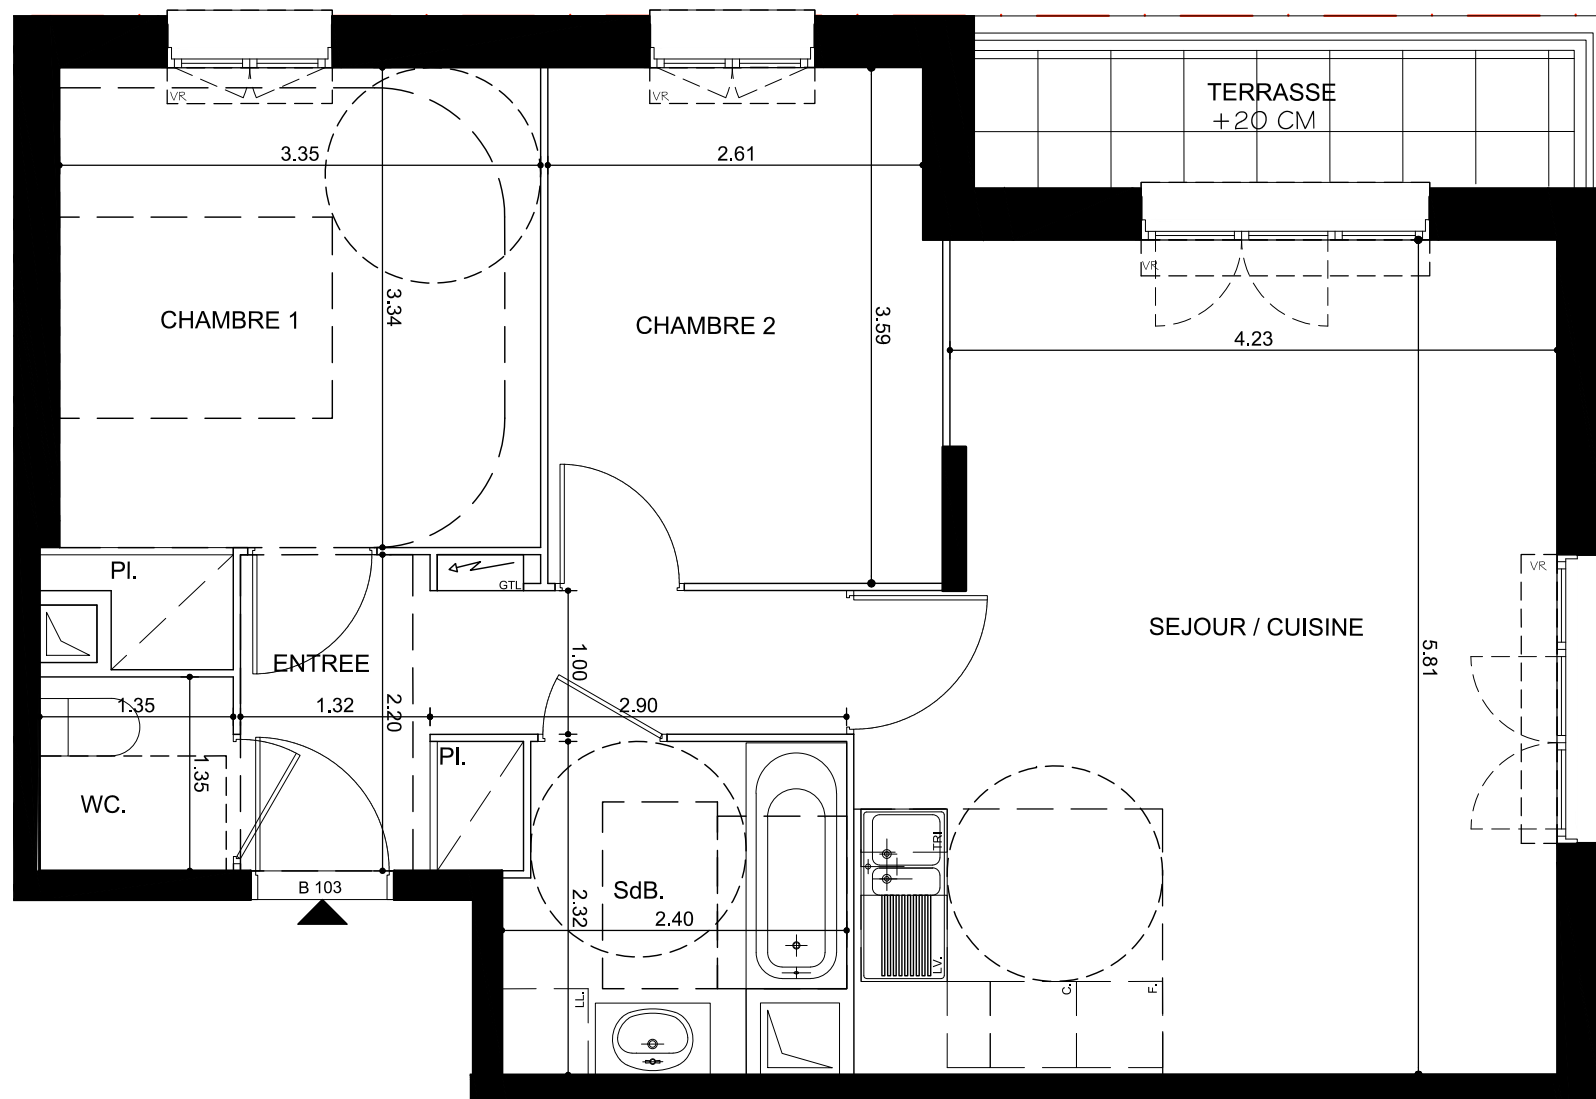 VR
VR
TERRASSE
+20 CM
3.35
2.61
VR
3.34
CHAMBRE 1
CHAMBRE 2
3.59
4.23
Pl.
GTL
VR
SEJOUR / CUISINE
ENTREE
1.00
5.81
1.35
1.32
2.20
2.90
Pl.
1.35
WC.
TRI
B 103
SdB.
2.32
2.40
LV.
LL.
C.
F.